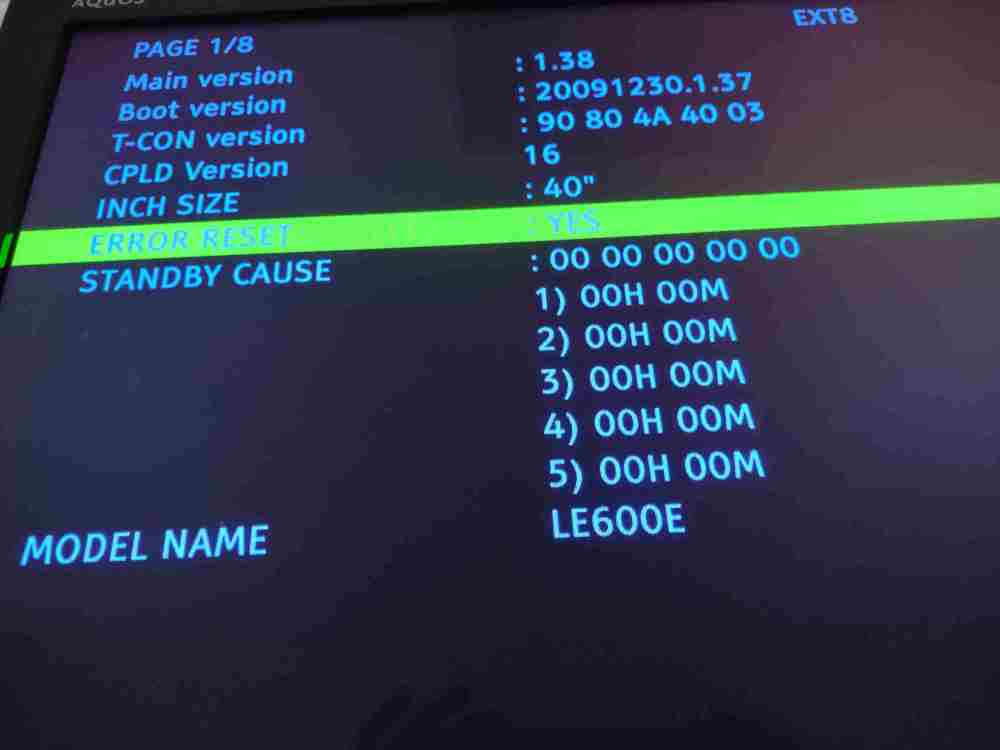 AQUOS
EXT8
PAGE 1/8
Main version : 1.38
Boot version : 20091230.1.37
T-CON version : 90 80 4A 40 03
CPLD Version 16
INCH SIZE : 40"
ERROR RESET : YES
STANDBY CAUSE : 00 00 00 00 00
1) 00H 00M
2) 00H 00M
3) 00H 00M
4) 00H 00M
5) 00H 00M
MODEL NAME LE600E